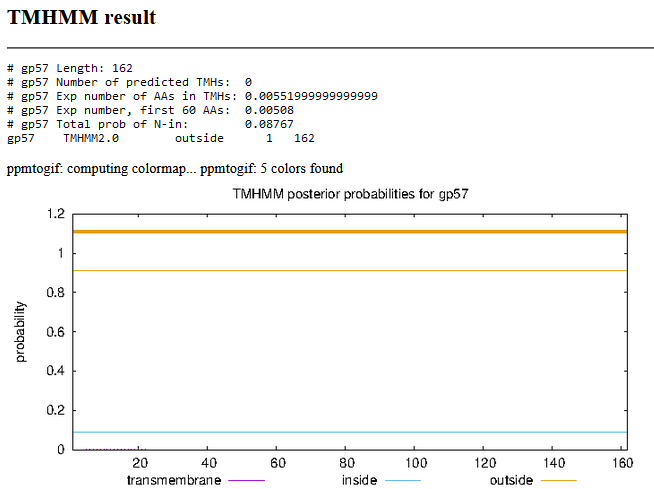 TMHMM result
# gp57 Length: 162
# gp57 Number of predicted TMHs:  0
# gp57 Exp number of AAs in TMHs: 0.00551999999999999
# gp57 Exp number, first 60 AAs:  0.00508
# gp57 Total prob of N-in:        0.08767
gp57    TMHMM2.0        outside      1   162
ppmtogif: computing colormap... ppmtogif: 5 colors found
TMHMM posterior probabilities for gp57
1.2
1
0.8
0.6
0.4
0.2
0
probability
20 40 60 80 100 120 140 160
transmembrane inside outside